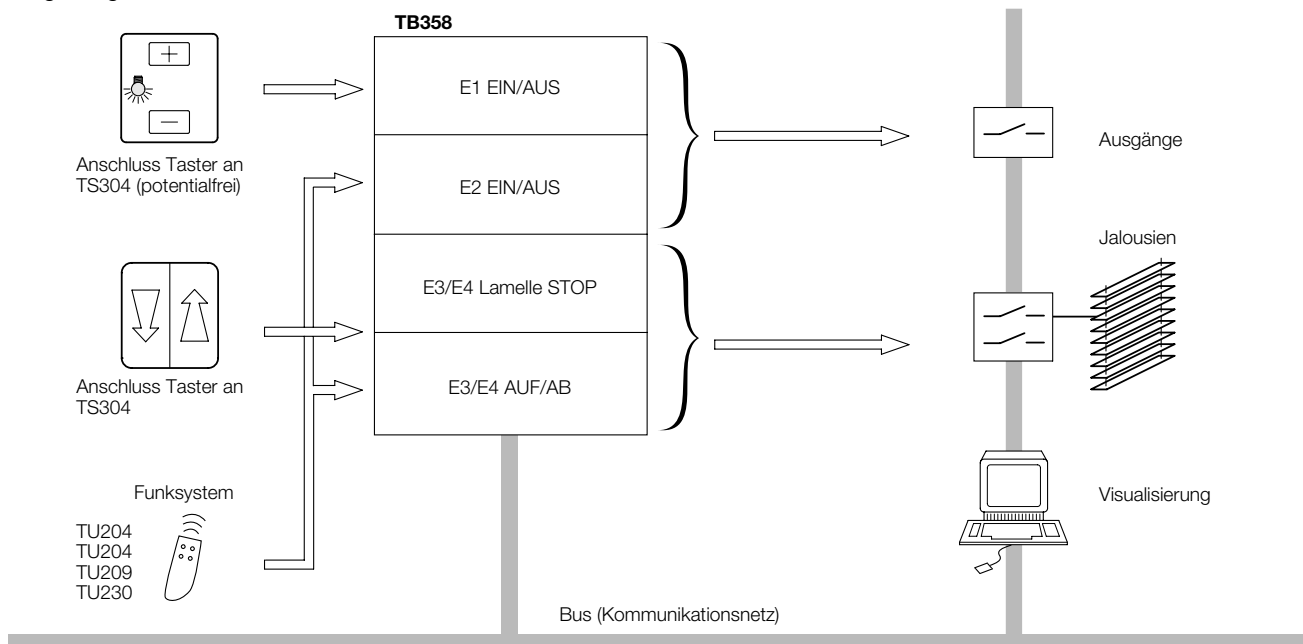 TB358
E1 EIN/AUS
Anschluss Taster an
TS304 (potentialfrei)
E2 EIN/AUS
E3/E4 Lamelle STOP
E3/E4 AUF/AB
Anschluss Taster an
TS304
Funksystem
TU204
TU204
TU209
TU230
Ausgänge
Jalousien
Visualisierung
Bus (Kommunikationsnetz)